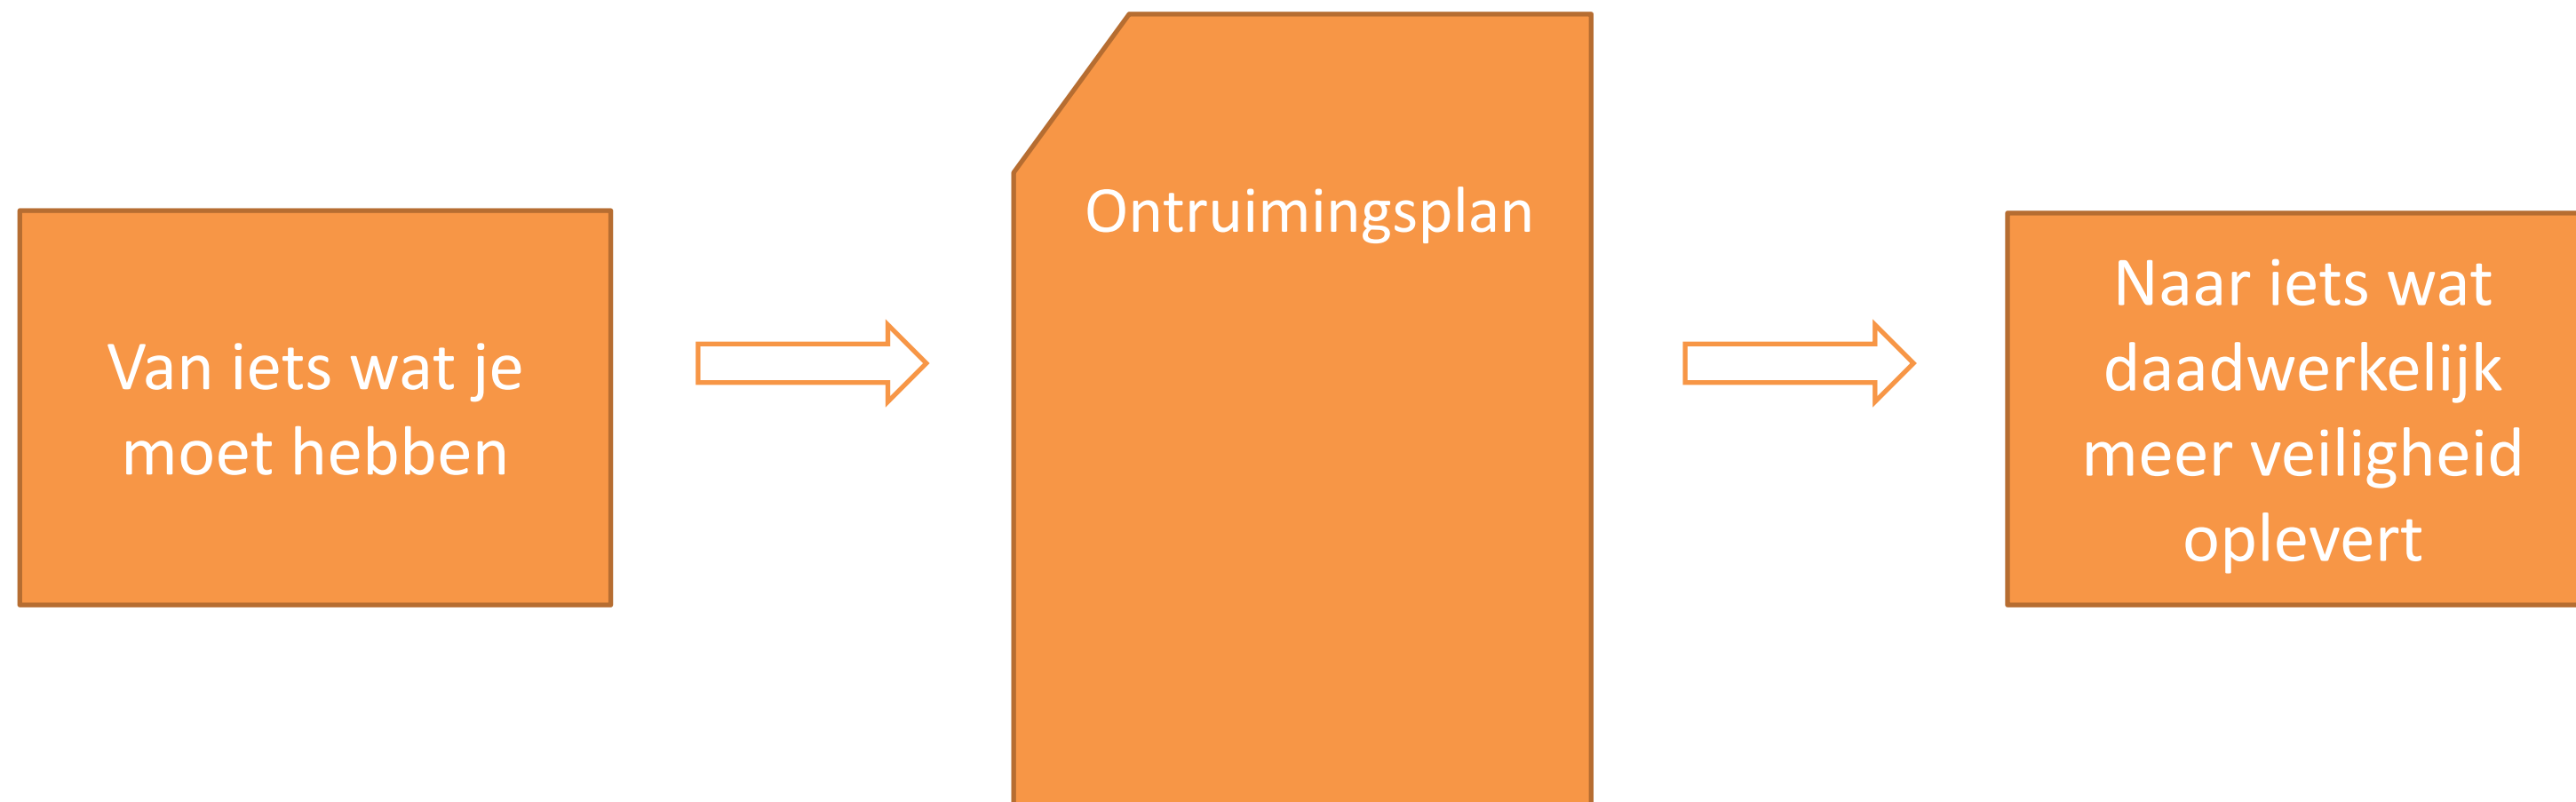 Van iets wat je
moet hebben
Ontruimingsplan
Naar iets wat
daadwerkelijk
meer veiligheid
oplevert